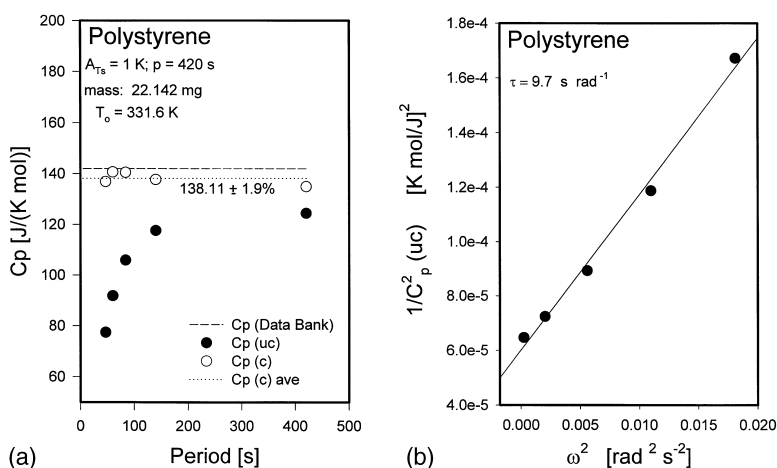 Polystyrene
A_Ts = 1 K; p = 420 s
mass: 22.142 mg
T_o = 331.6 K
138.11 ± 1.9%
Cp (Data Bank)
Cp (uc)
Cp (c)
Cp (c) ave
200
180
160
140
120
100
80
60
Cp [J/(K mol)]
0 100 200 300 400 500
Period [s]
(a)
Polystyrene
τ = 9.7 s rad⁻¹
1.8e-4
1.6e-4
1.4e-4
1.2e-4
1.0e-4
8.0e-5
6.0e-5
4.0e-5
1/C²_p (uc) [K mol/J]²
0.000 0.005 0.010 0.015 0.020
ω² [rad ² s⁻²]
(b)